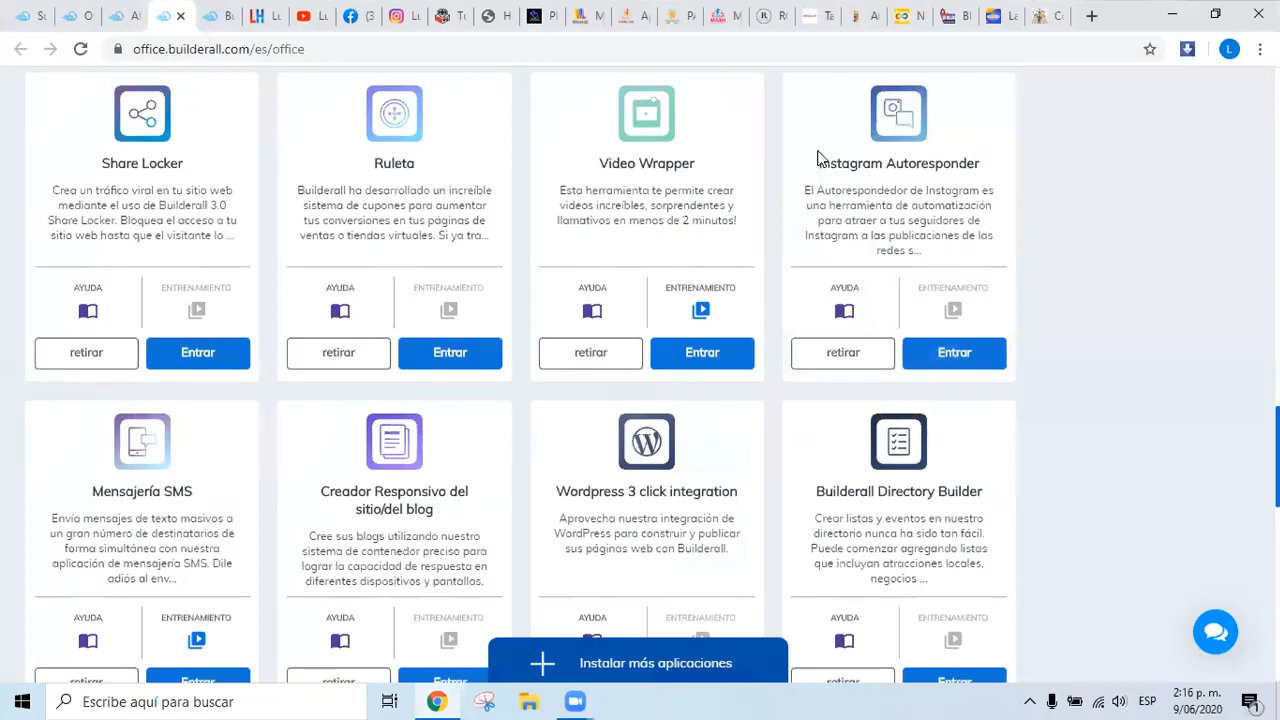 office.builderall.com/es/office
Share Locker
Crea un tráfico viral en tu sitio web
mediante el uso de Builderall 3.0
Share Locker. Bloquea el acceso a tu
sitio web hasta que el visitante lo ...
AYUDA
ENTRENAMIENTO
retirar
Entrar
Ruleta
Builderall ha desarrollado un increíble
sistema de cupones para aumentar
tus conversiones en tus páginas de
ventas o tiendas virtuales. Si ya tra...
AYUDA
ENTRENAMIENTO
retirar
Entrar
Video Wrapper
Esta herramienta te permite crear
videos increíbles, sorprendentes y
llamativos en menos de 2 minutos!
AYUDA
ENTRENAMIENTO
retirar
Entrar
Instagram Autoresponder
El Autorespondedor de Instagram es
una herramienta de automatización
para atraer a tus seguidores de
Instagram a las publicaciones de las
redes s...
AYUDA
ENTRENAMIENTO
retirar
Entrar
Mensajería SMS
Envía mensajes de texto masivos a
un gran número de destinatarios de
forma simultánea con nuestra
aplicación de mensajería SMS. Dile
adiós al env...
AYUDA
ENTRENAMIENTO
retirar
Entrar
Creador Responsivo del
sitio/del blog
Cree sus blogs utilizando nuestro
sistema de contenedor preciso para
lograr la capacidad de respuesta en
diferentes dispositivos y pantallas.
AYUDA
ENTRENAMIENTO
retirar
Entrar
Wordpress 3 click integration
Aprovecha nuestra integración de
WordPress para construir y publicar
sus páginas web con Builderall.
AYUDA
ENTRENAMIENTO
Builderall Directory Builder
Crear listas y eventos en nuestro
directorio nunca ha sido tan fácil.
Puede comenzar agregando listas
que incluyan atracciones locales,
negocios ...
AYUDA
ENTRENAMIENTO
retirar
Entrar
Instalar más aplicaciones
Escribe aquí para buscar
ESP
2:16 p. m.
9/06/2020